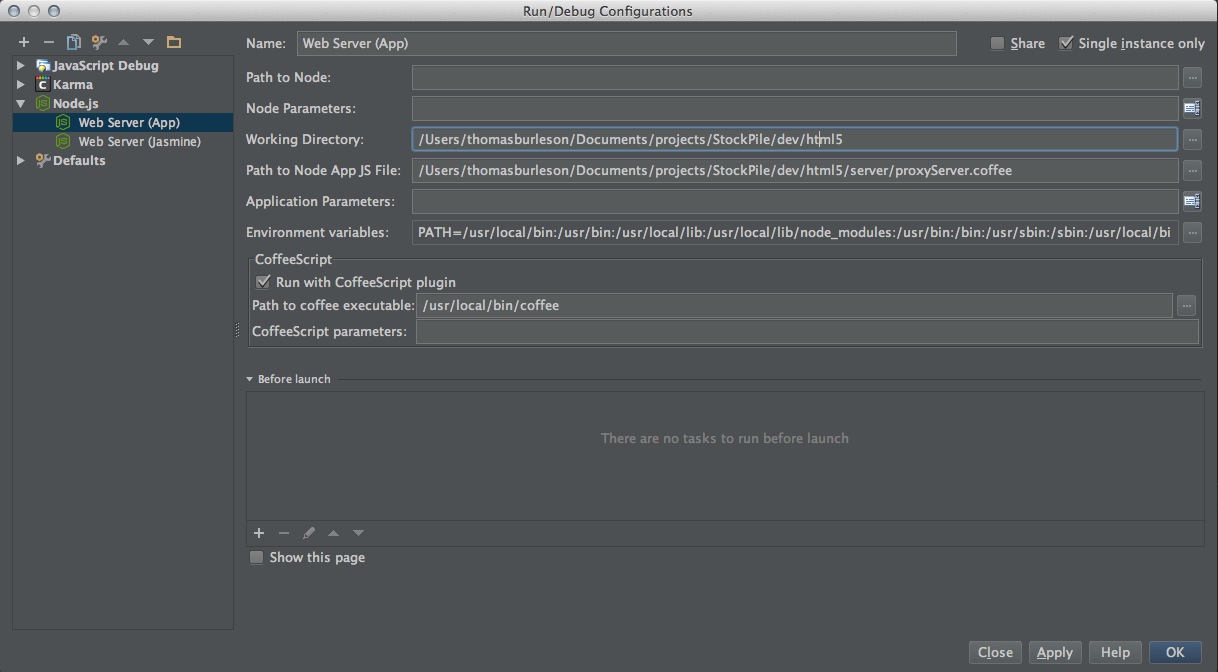 Run/Debug Configurations
Name: Web Server (App) Share Single instance only
JavaScript Debug
Karma
Node.js
Web Server (App)
Web Server (Jasmine)
Defaults
Path to Node:
Node Parameters:
Working Directory: /Users/thomasburleson/Documents/projects/StockPile/dev/html5
Path to Node App JS File: /Users/thomasburleson/Documents/projects/StockPile/dev/html5/server/proxyServer.coffee
Application Parameters:
Environment variables: PATH=/usr/local/bin:/usr/bin:/usr/local/lib:/usr/local/lib/node_modules:/usr/bin:/bin:/usr/sbin:/sbin:/usr/local/bi
CoffeeScript
Run with CoffeeScript plugin
Path to coffee executable: /usr/local/bin/coffee
CoffeeScript parameters:
Before launch
There are no tasks to run before launch
Show this page
Close Apply Help OK